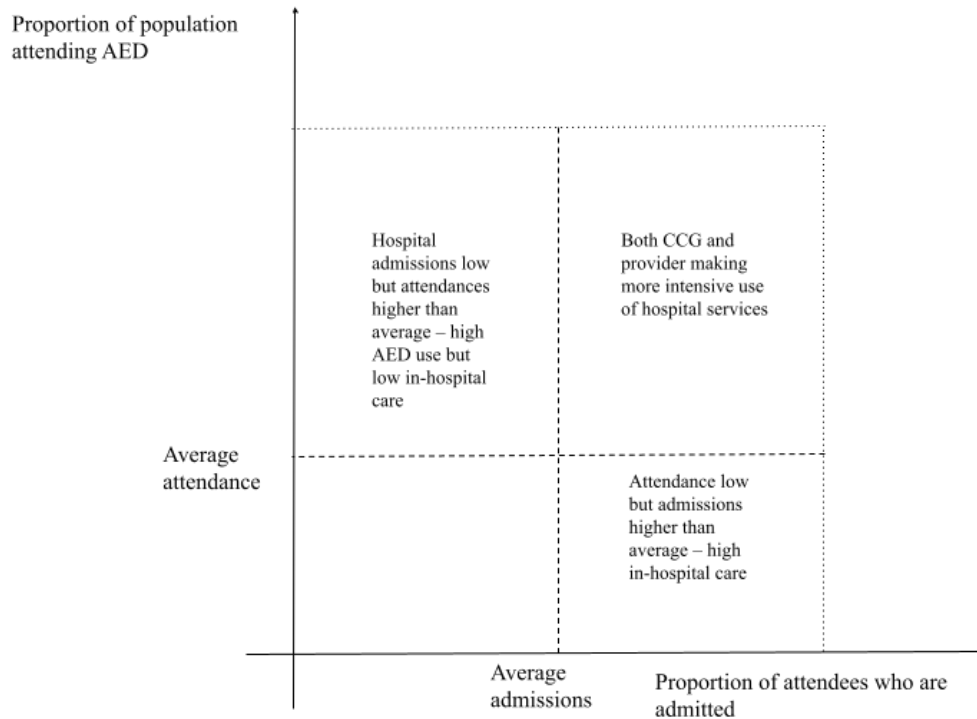 Proportion of population
attending AED
Hospital
admissions low
but attendances
higher than
average – high
AED use but
low in-hospital
care
Both CCG and
provider making
more intensive use
of hospital services
Average
attendance
Attendance low
but admissions
higher than
average – high
in-hospital care
Average
admissions
Proportion of attendees who are
admitted